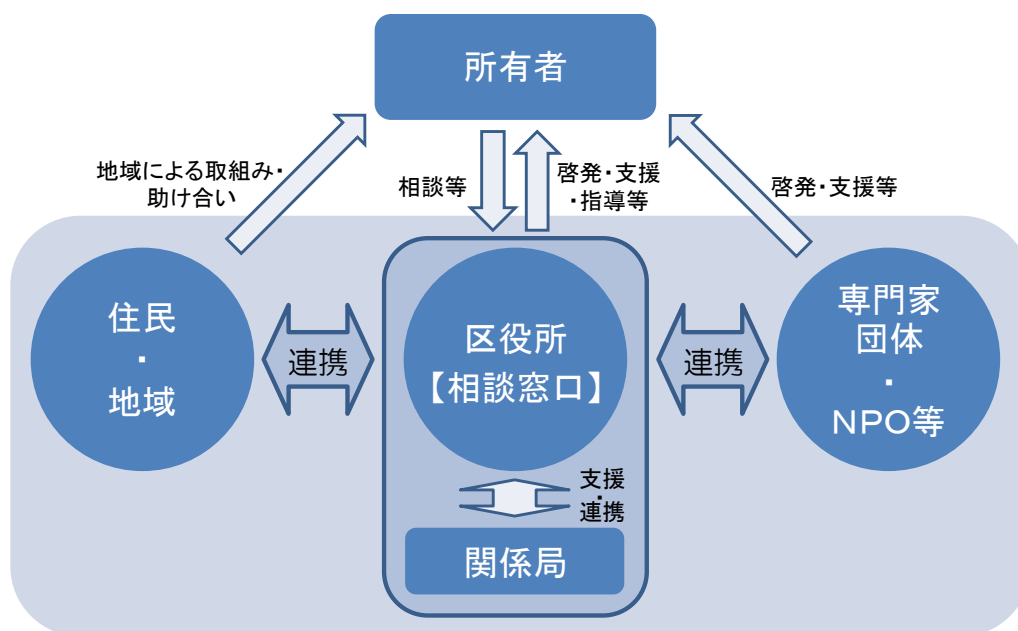 所有者
地域による取組み・
助け合い
相談等
啓発・支援
・指導等
啓発・支援等
住民
・
地域
連携
区役所
【相談窓口】
連携
専門家
団体
・
NPO等
支援
・
連携
関係局